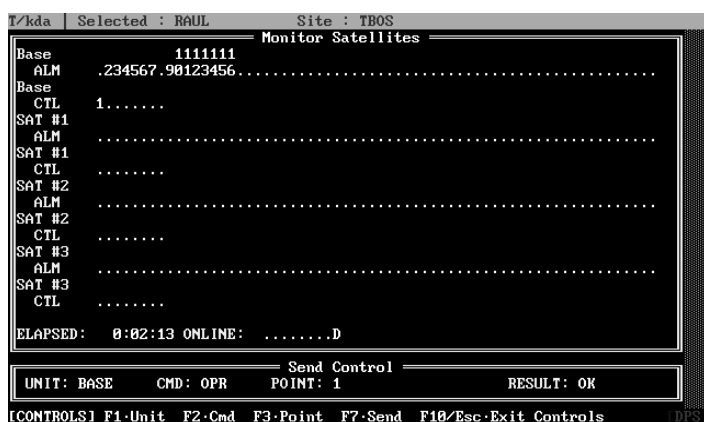 T/kda | Selected : RAUL Site : TBOS
Monitor Satellites
Base 1111111
ALM .234567.90123456..................................................
Base
CTL 1.......
SAT #1
ALM ..................................................................
SAT #1
CTL ........
SAT #2
ALM ..................................................................
SAT #2
CTL ........
SAT #3
ALM ..................................................................
SAT #3
CTL ........
ELAPSED: 0:02:13 ONLINE: ........D
Send Control
UNIT: BASE CMD: OPR POINT: 1 RESULT: OK
[CONTROLS] F1·Unit F2·Cmd F3·Point F7·Send F10/Esc·Exit Controls [DPS